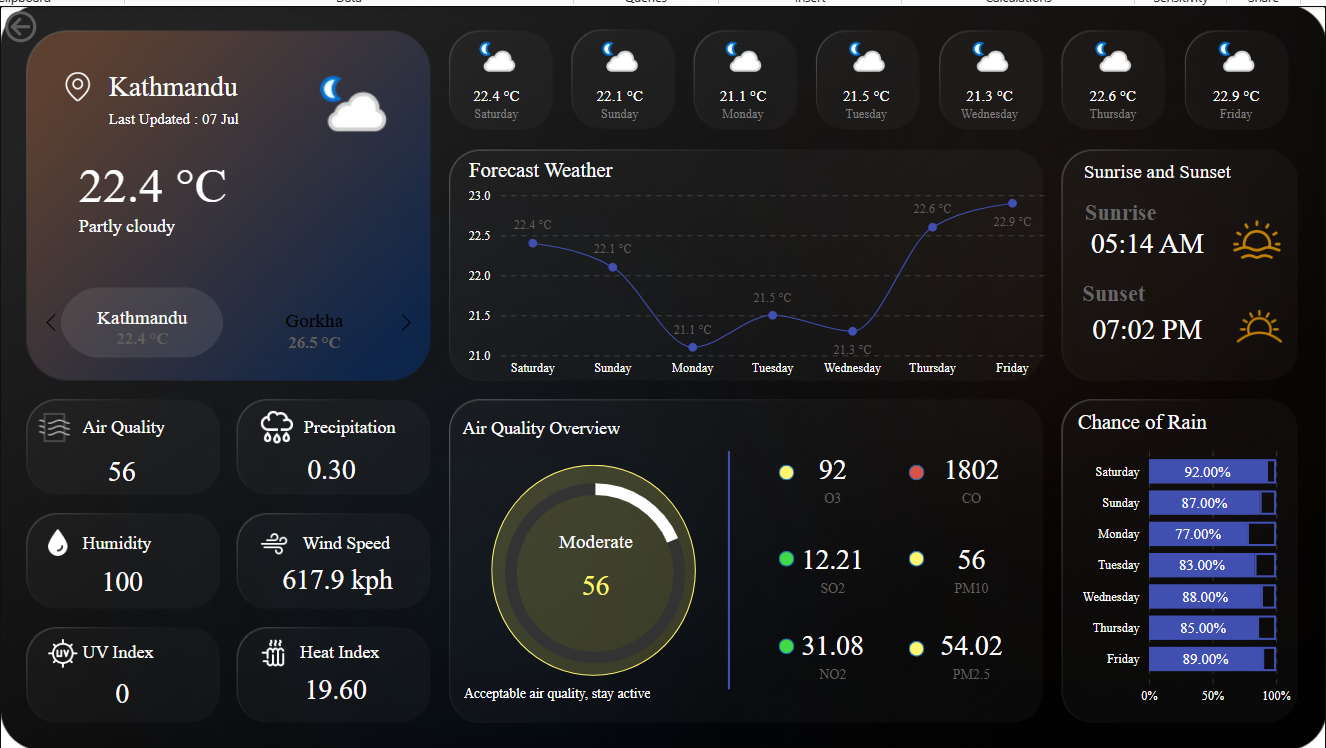 Clipboard
Data
Queries
Insert
Calculations
Sensitivity
Share
Kathmandu
Last Updated : 07 Jul
22.4 °C
Partly cloudy
Kathmandu
22.4 °C
Gorkha
26.5 °C
22.4 °C
Saturday
22.1 °C
Sunday
21.1 °C
Monday
21.5 °C
Tuesday
21.3 °C
Wednesday
22.6 °C
Thursday
22.9 °C
Friday
Forecast Weather
23.0
22.5
22.0
21.5
21.0
22.4 °C
22.1 °C
21.1 °C
21.5 °C
21.3 °C
22.6 °C
22.9 °C
Saturday
Sunday
Monday
Tuesday
Wednesday
Thursday
Friday
Sunrise and Sunset
Sunrise
05:14 AM
Sunset
07:02 PM
Air Quality
56
Precipitation
0.30
Humidity
100
Wind Speed
617.9 kph
UV
UV Index
0
Heat Index
19.60
Air Quality Overview
Moderate
56
Acceptable air quality, stay active
92
O3
1802
CO
12.21
SO2
56
PM10
31.08
NO2
54.02
PM2.5
Chance of Rain
Saturday 92.00%
Sunday 87.00%
Monday 77.00%
Tuesday 83.00%
Wednesday 88.00%
Thursday 85.00%
Friday 89.00%
0% 50% 100%